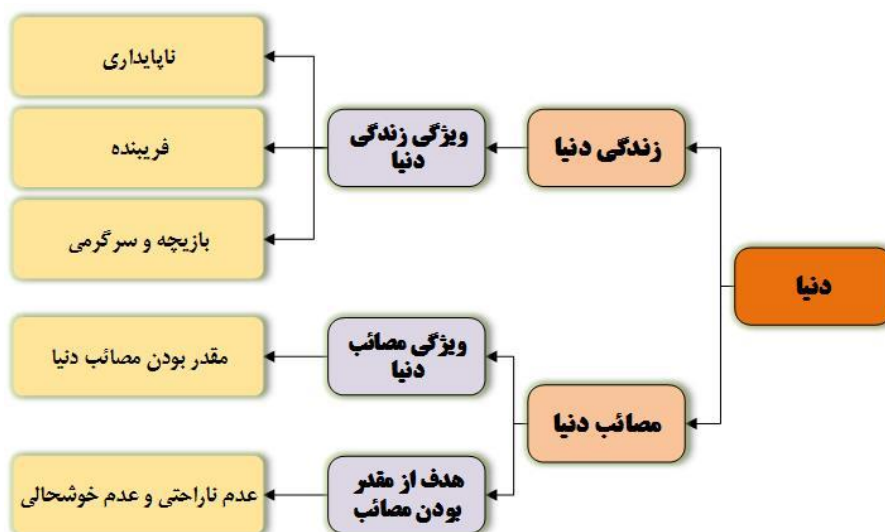 دنیا
زندگی دنیا
ویژگی زندگی
دنیا
ناپایداری
فریبنده
بازیچه و سرگرمی
مصائب دنیا
ویژگی مصائب
دنیا
مقدر بودن مصائب دنیا
هدف از مقدر
بودن مصائب
عدم ناراحتی و عدم خوشحالی